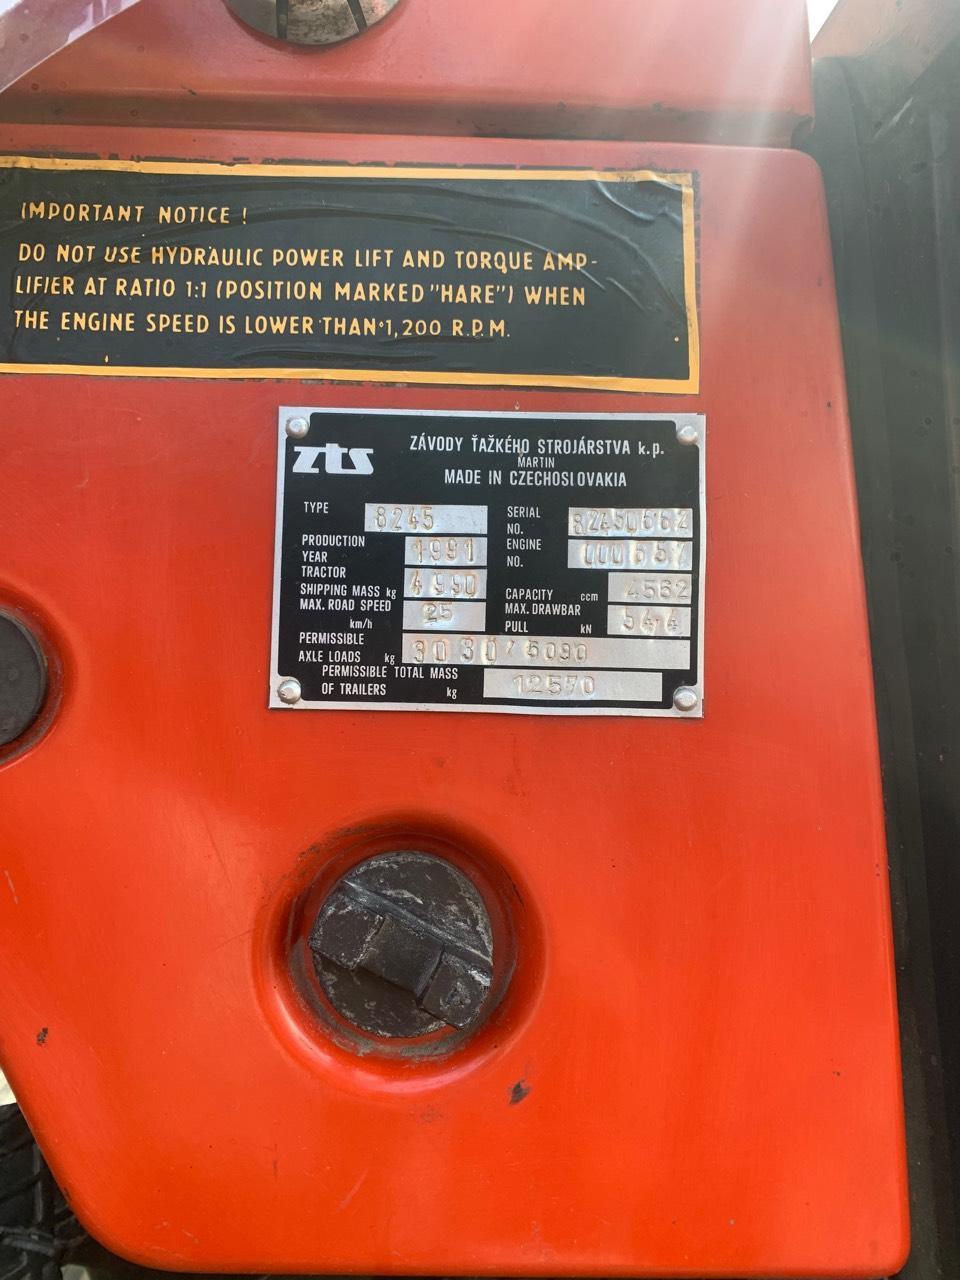 IMPORTANT NOTICE !
DO NOT USE HYDRAULIC POWER LIFT AND TORQUE AMP-
LIFIER AT RATIO 1:1 (POSITION MARKED "HARE") WHEN
THE ENGINE SPEED IS LOWER THAN 1,200 R.P.M.
zts
ZÁVODY ŤAŽKÉHO STROJÁRSTVA k.p.
MARTIN
MADE IN CZECHOSLOVAKIA
TYPE 8245
PRODUCTION
YEAR 1991
TRACTOR
SHIPPING MASS kg 4990
MAX. ROAD SPEED
km/h 25
SERIAL
NO.
ENGINE
NO.
CAPACITY ccm 4562
MAX. DRAWBAR
PULL kN 544
PERMISSIBLE
AXLE LOADS kg
PERMISSIBLE TOTAL MASS
OF TRAILERS kg 12570